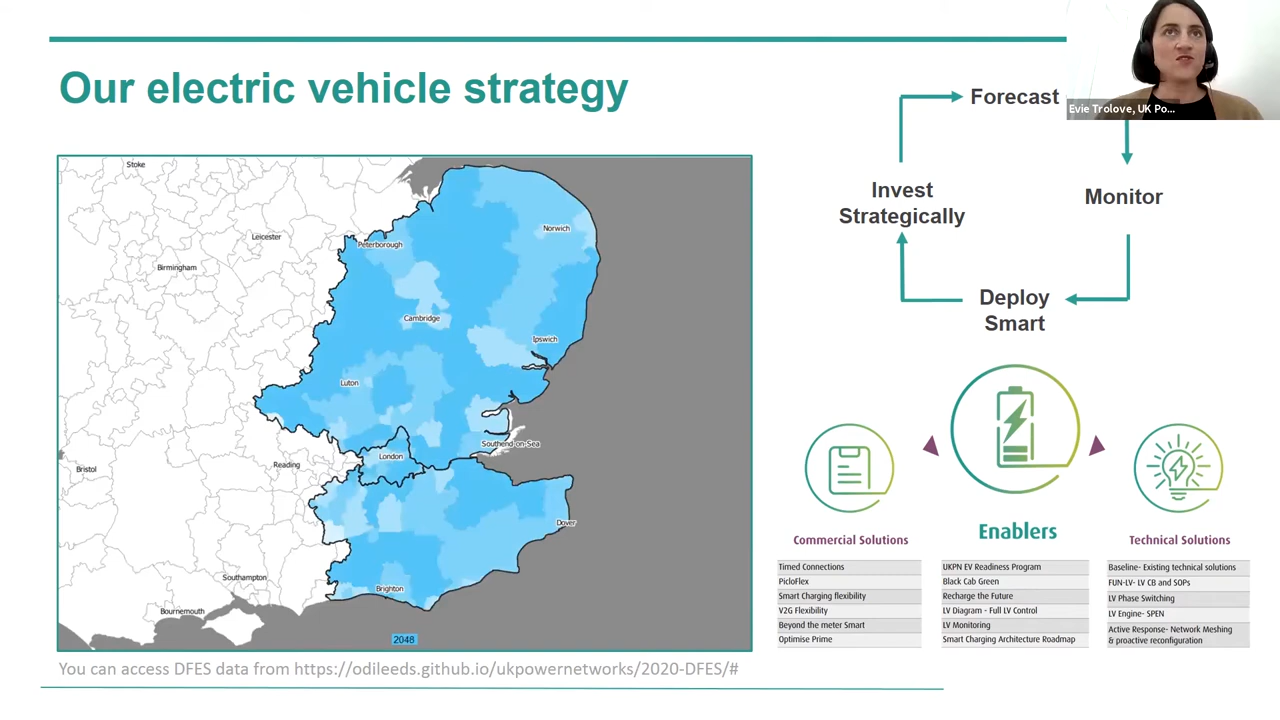 Our electric vehicle strategy
Evie Trolove, UK Po...
Forecast
Monitor
Deploy
Smart
Invest
Strategically
Stoke
Norwich
Leicester
Peterborough
Birmingham
Cambridge
Ipswich
Luton
Southend-on-Sea
London
Reading
Bristol
Dover
Southampton
Brighton
Bournemouth
2048
You can access DFES data from https://odileeds.github.io/ukpowernetworks/2020-DFES/#
Commercial Solutions
Timed Connections
PicloFlex
Smart Charging flexibility
V2G Flexibility
Beyond the meter Smart
Optimise Prime
Enablers
UKPN EV Readiness Program
Black Cab Green
Recharge the Future
LV Diagram - Full LV Control
LV Monitoring
Smart Charging Architecture Roadmap
Technical Solutions
Baseline- Existing technical solutions
FUN-LV- LV CB and SOPs
LV Phase Switching
LV Engine- SPEN
Active Response- Network Meshing
& proactive reconfiguration